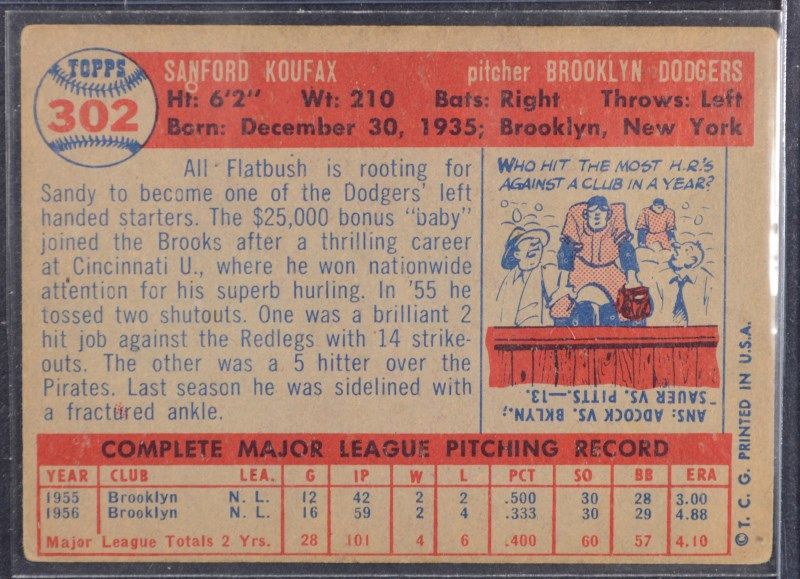 TOPPS
302
SANFORD KOUFAX pitcher BROOKLYN DODGERS
Ht: 6'2" Wt: 210 Bats: Right Throws: Left
Born: December 30, 1935; Brooklyn, New York
All Flatbush is rooting for
Sandy to become one of the Dodgers' left
handed starters. The $25,000 bonus "baby"
joined the Brooks after a thrilling career
at Cincinnati U., where he won nationwide
attention for his superb hurling. In '55 he
tossed two shutouts. One was a brilliant 2
hit job against the Redlegs with 14 strike-
outs. The other was a 5 hitter over the
Pirates. Last season he was sidelined with
a fractured ankle.
WHO HIT THE MOST H.R.'S
AGAINST A CLUB IN A YEAR?
ANS: ADCOCK VS. BKLYN.;
SAUER VS. PITTS.—13.
COMPLETE MAJOR LEAGUE PITCHING RECORD
YEAR CLUB LEA. G IP W L PCT SO BB ERA
1955 Brooklyn N. L. 12 42 2 2 .500 30 28 3.00
1956 Brooklyn N. L. 16 59 2 4 .333 30 29 4.88
Major League Totals 2 Yrs. 28 101 4 6 .400 60 57 4.10
© T. C. G. PRINTED IN U.S.A.